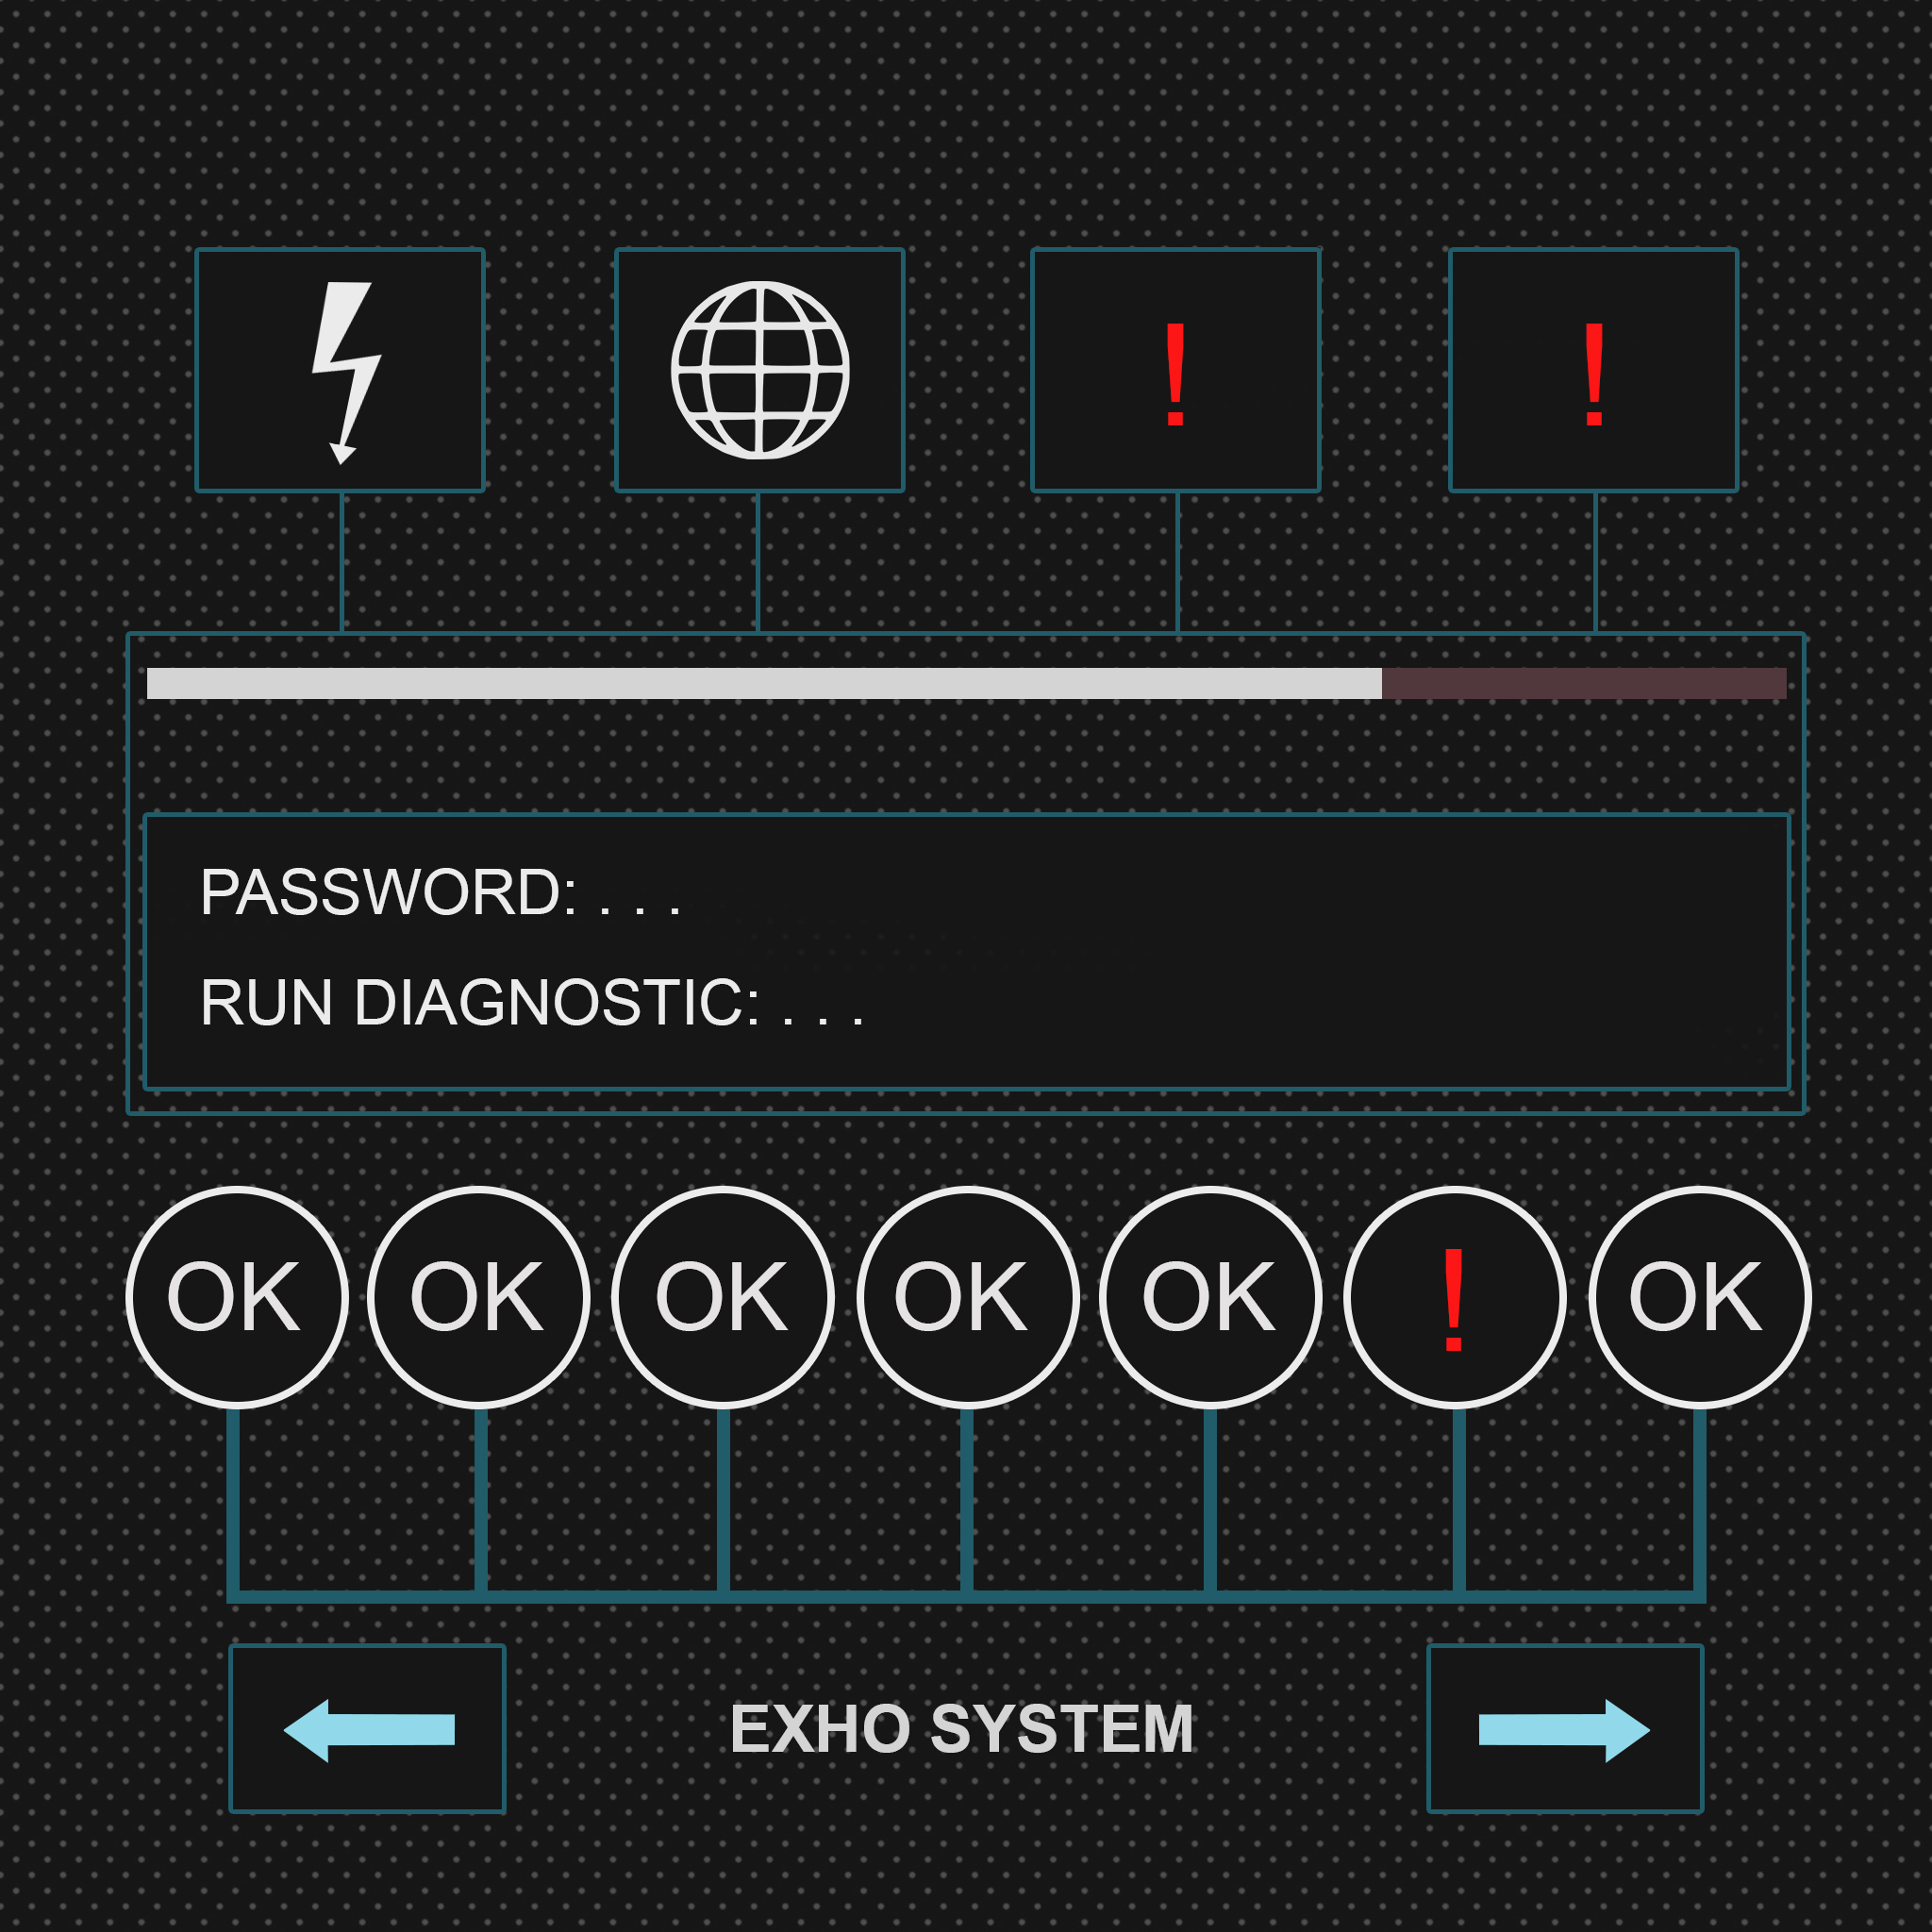 ! !
PASSWORD: . . .
RUN DIAGNOSTIC: . . .
OK OK OK OK OK ! OK
EXHO SYSTEM